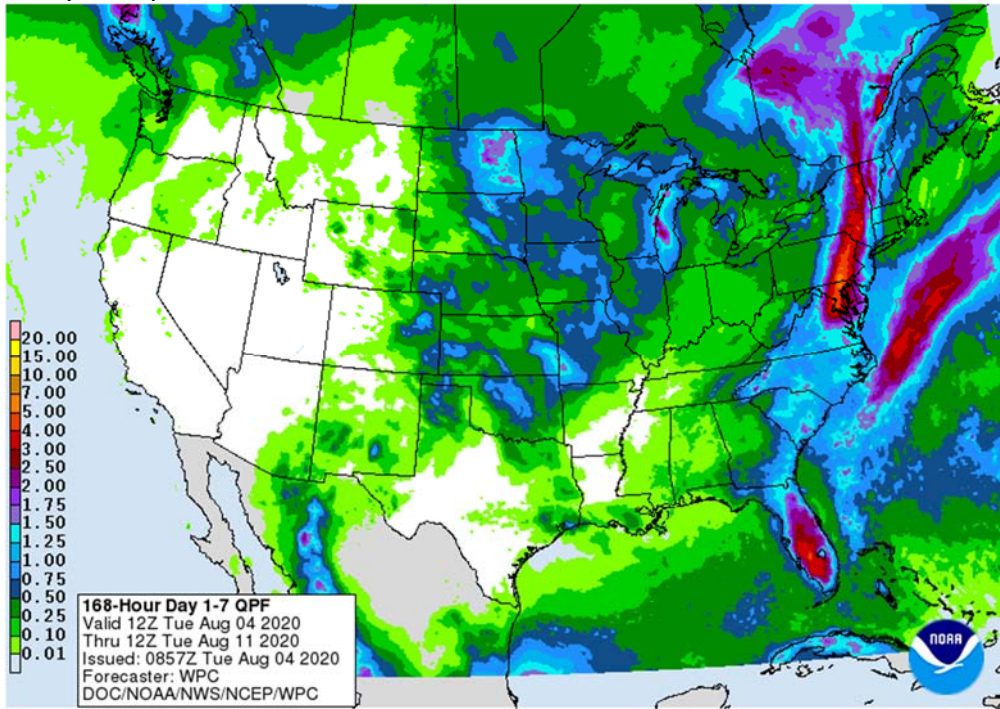 20.00
15.00
10.00
7.00
5.00
4.00
3.00
2.50
2.00
1.75
1.50
1.25
1.00
0.75
0.50
0.25
0.10
0.01
168-Hour Day 1-7 QPF
Valid 12Z Tue Aug 04 2020
Thru 12Z Tue Aug 11 2020
Issued: 0857Z Tue Aug 04 2020
Forecaster: WPC
DOC/NOAA/NWS/NCEP/WPC
NOAA